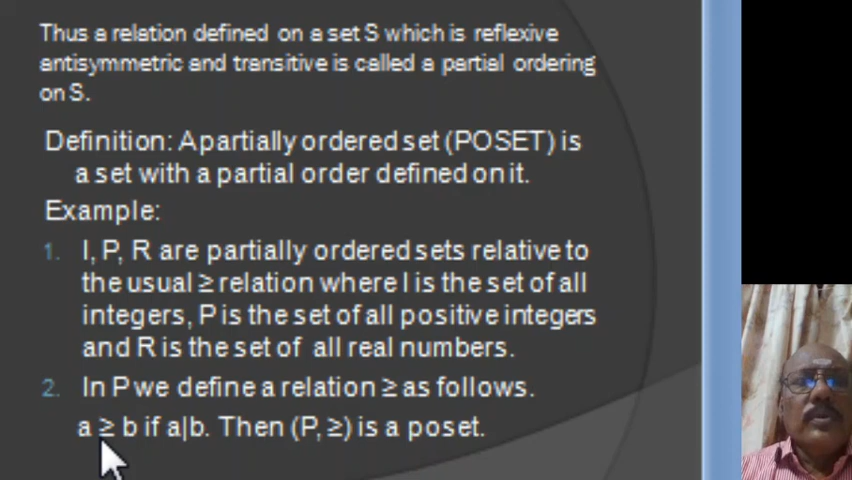 Thus a relation defined on a set S which is reflexive
antisymmetric and transitive is called a partial ordering
on S.
Definition: A partially ordered set (POSET) is
a set with a partial order defined on it.
Example:
1. I, P, R are partially ordered sets relative to
the usual ≥ relation where I is the set of all
integers, P is the set of all positive integers
and R is the set of all real numbers.
2. In P we define a relation ≥ as follows.
a ≥ b if a|b. Then (P, ≥) is a poset.